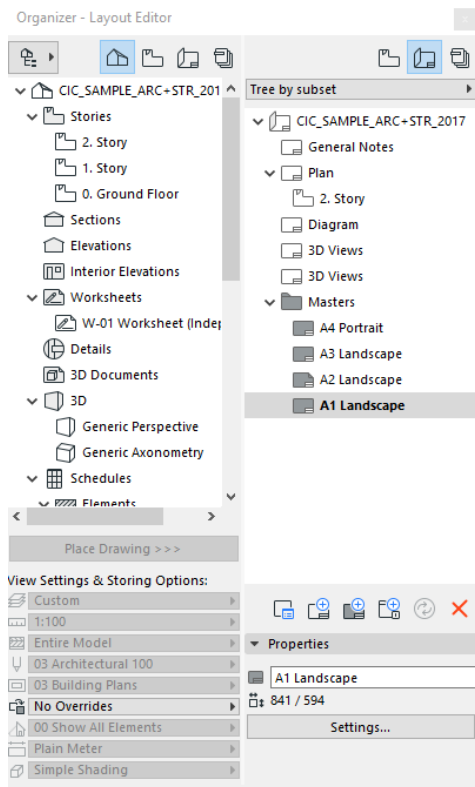 Organizer - Layout Editor
CIC_SAMPLE_ARC+STR_201
Stories
2. Story
1. Story
0. Ground Floor
Sections
Elevations
Interior Elevations
Worksheets
W-01 Worksheet (Indep
Details
3D Documents
3D
Generic Perspective
Generic Axonometry
Schedules
Elements
Place Drawing >>>
View Settings & Storing Options:
Custom
1:100
Entire Model
03 Architectural 100
03 Building Plans
No Overrides
00 Show All Elements
Plain Meter
Simple Shading
Tree by subset
CIC_SAMPLE_ARC+STR_2017
General Notes
Plan
2. Story
Diagram
3D Views
3D Views
Masters
A4 Portrait
A3 Landscape
A2 Landscape
A1 Landscape
Properties
A1 Landscape
841 / 594
Settings...